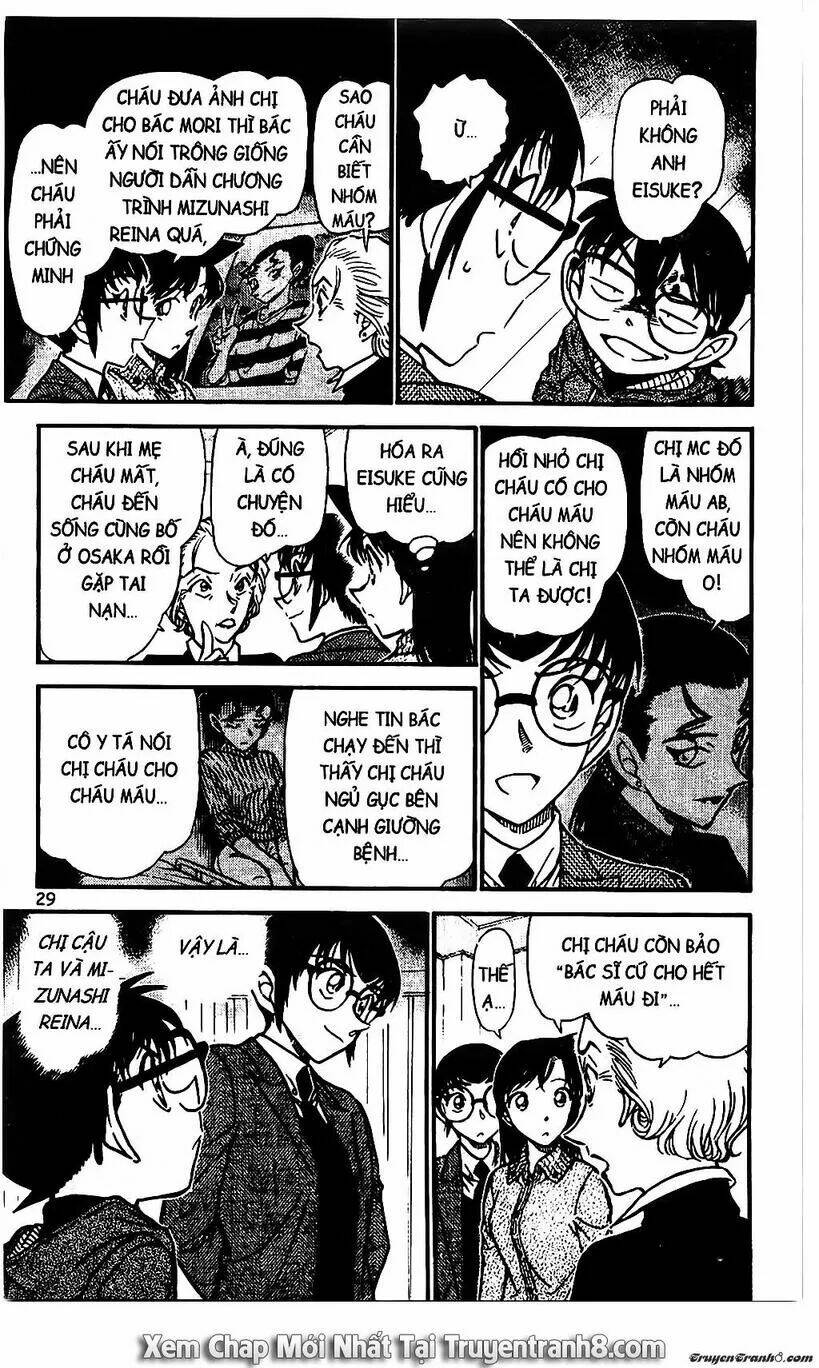 PHẢI
KHÔNG
ANH
EISUKE?
Ừ...
SAO
CHÁU
CẦN
BIẾT
NHÓM
MÁU?
CHÁU ĐƯA ẢNH CHỊ
CHO BÁC MORI THÌ BÁC
ẤY NÓI TRÔNG GIỐNG
NGƯỜI DẪN CHƯƠNG
TRÌNH MIZUNASHI
REINA QUÁ,
...NÊN
CHÁU
PHẢI
CHỨNG
MINH
CHỊ MC ĐÓ
LÀ NHÓM
MÁU AB,
CÒN CHÁU
NHÓM MÁU
O!
HỒI NHỎ CHỊ
CHÁU CÓ CHO
CHÁU MÁU
NÊN KHÔNG
THỂ LÀ CHỊ
TA ĐƯỢC!
HÓA RA
EISUKE CŨNG
HIỂU...
À, ĐÚNG
LÀ CÓ
CHUYỆN
ĐÓ...
SAU KHI MẸ
CHÁU MẤT,
CHÁU ĐẾN
SỐNG CÙNG BỐ
Ở OSAKA RỒI
GẶP TAI
NẠN...
NGHE TIN BÁC
CHẠY ĐẾN THÌ
THẤY CHỊ CHÁU
NGỦ GỤC BÊN
CẠNH GIƯỜNG
BỆNH...
CÔ Y TÁ NÓI
CHỊ CHÁU CHO
CHÁU MÁU...
29
CHỊ CHÁU CÒN BẢO
"BÁC SĨ CỨ CHO HẾT
MÁU ĐI"...
THẾ
Ạ...
VẬY LÀ...
CHỊ CẬU
TA VÀ MI-
ZUNASHI
REINA...
Xem Chap Mới Nhất Tại Truyentranh8.com
TruyenTranh8.com